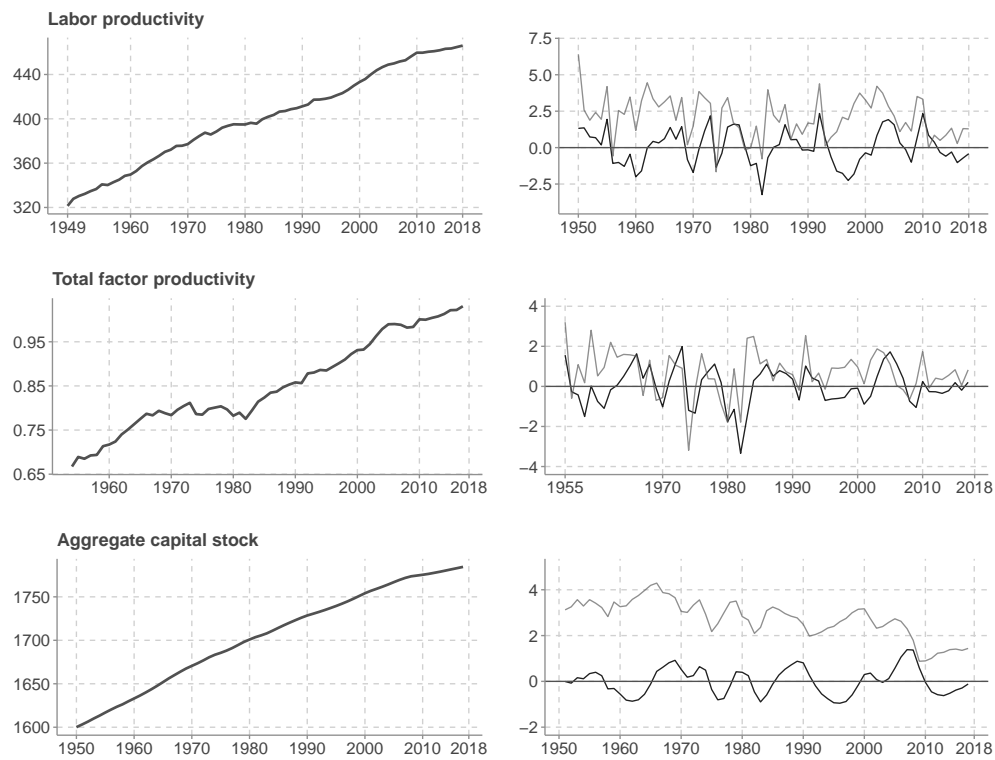 Labor productivity
440
400
360
320
1949 1960 1970 1980 1990 2000 2010 2018
7.5
5.0
2.5
0.0
−2.5
1950 1960 1970 1980 1990 2000 2010 2018
Total factor productivity
0.95
0.85
0.75
0.65
1960 1970 1980 1990 2000 2010 2018
4
2
0
−2
−4
1955 1970 1980 1990 2000 2010 2018
Aggregate capital stock
1750
1700
1650
1600
1950 1960 1970 1980 1990 2000 2010 2018
4
2
0
−2
1950 1960 1970 1980 1990 2000 2010 2018